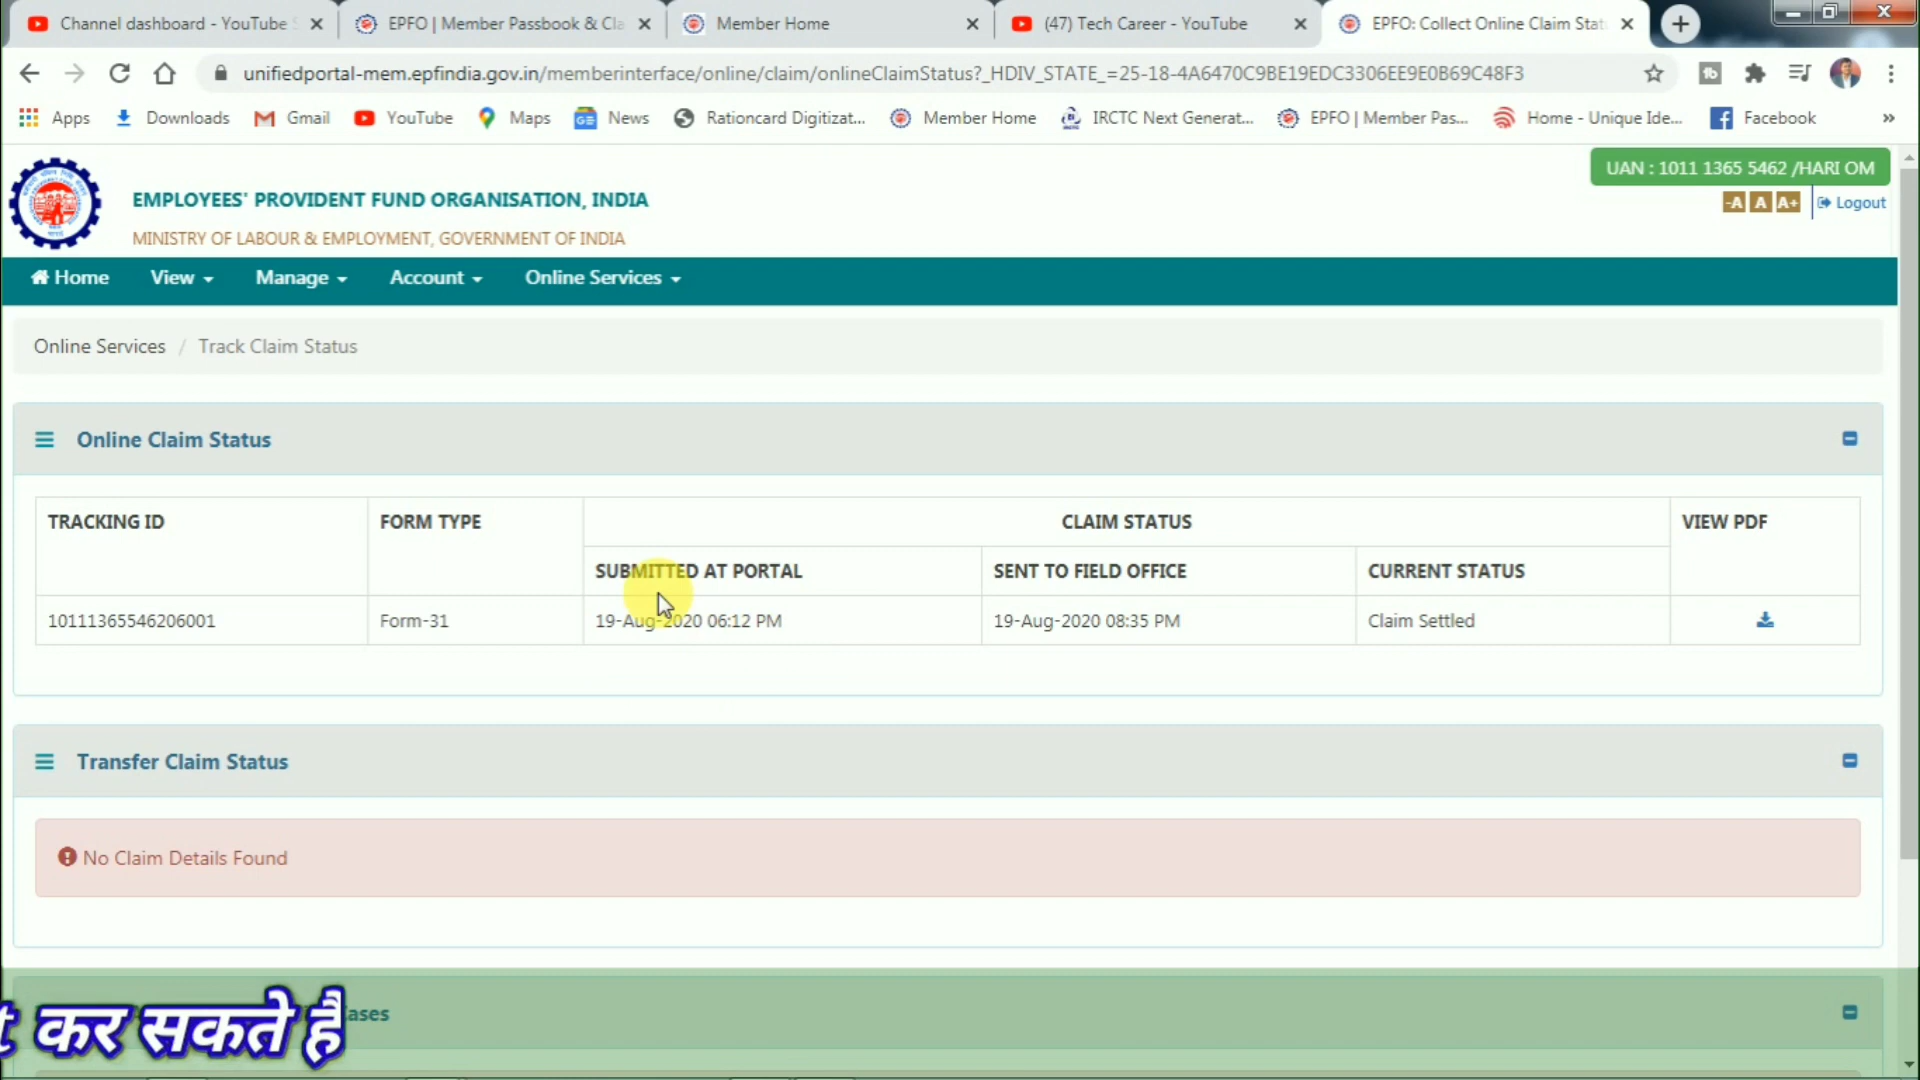 Channel dashboard - YouTube S
EPFO | Member Passbook & Cla
Member Home
(47) Tech Career - YouTube
EPFO: Collect Online Claim Stat
unifiedportal-mem.epfindia.gov.in/memberinterface/online/claim/onlineClaimStatus?_HDIV_STATE_=25-18-4A6470C9BE19EDC3306EE9E0B69C48F3
Apps Downloads Gmail YouTube Maps News Rationcard Digitizat... Member Home IRCTC Next Generat... EPFO | Member Pas... Home - Unique Ide... Facebook »
UAN : 1011 1365 5462 /HARI OM
EMPLOYEES' PROVIDENT FUND ORGANISATION, INDIA
-A A A+ Logout
MINISTRY OF LABOUR & EMPLOYMENT, GOVERNMENT OF INDIA
Home View Manage Account Online Services
Online Services / Track Claim Status
Online Claim Status
TRACKING ID FORM TYPE CLAIM STATUS VIEW PDF
SUBMITTED AT PORTAL SENT TO FIELD OFFICE CURRENT STATUS
10111365546206001 Form-31 19-Aug-2020 06:12 PM 19-Aug-2020 08:35 PM Claim Settled
Transfer Claim Status
No Claim Details Found
t कर सकते है ases